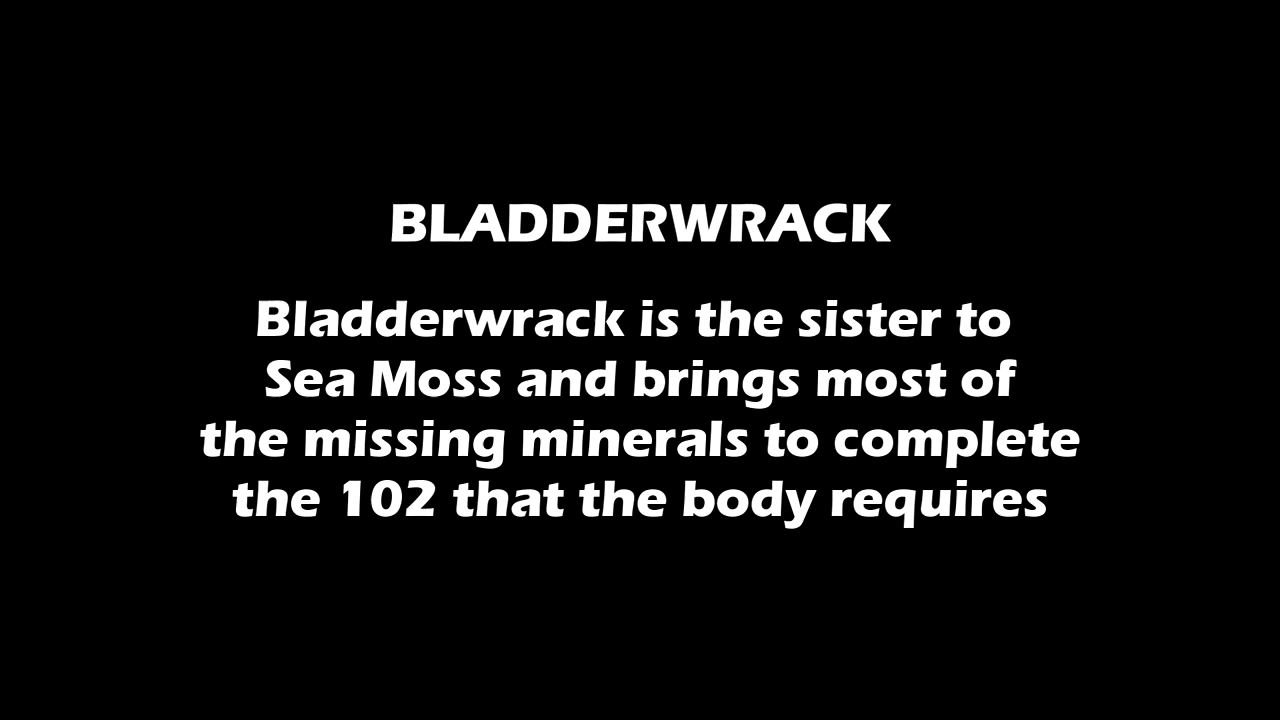 BLADDERWRACK
Bladderwrack is the sister to
Sea Moss and brings most of
the missing minerals to complete
the 102 that the body requires